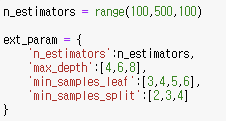 n_estimators = range(100,500,100)
ext_param = {
    'n_estimators':n_estimators,
    'max_depth':[4,6,8],
    'min_samples_leaf':[3,4,5,6],
    'min_samples_split':[2,3,4]
}